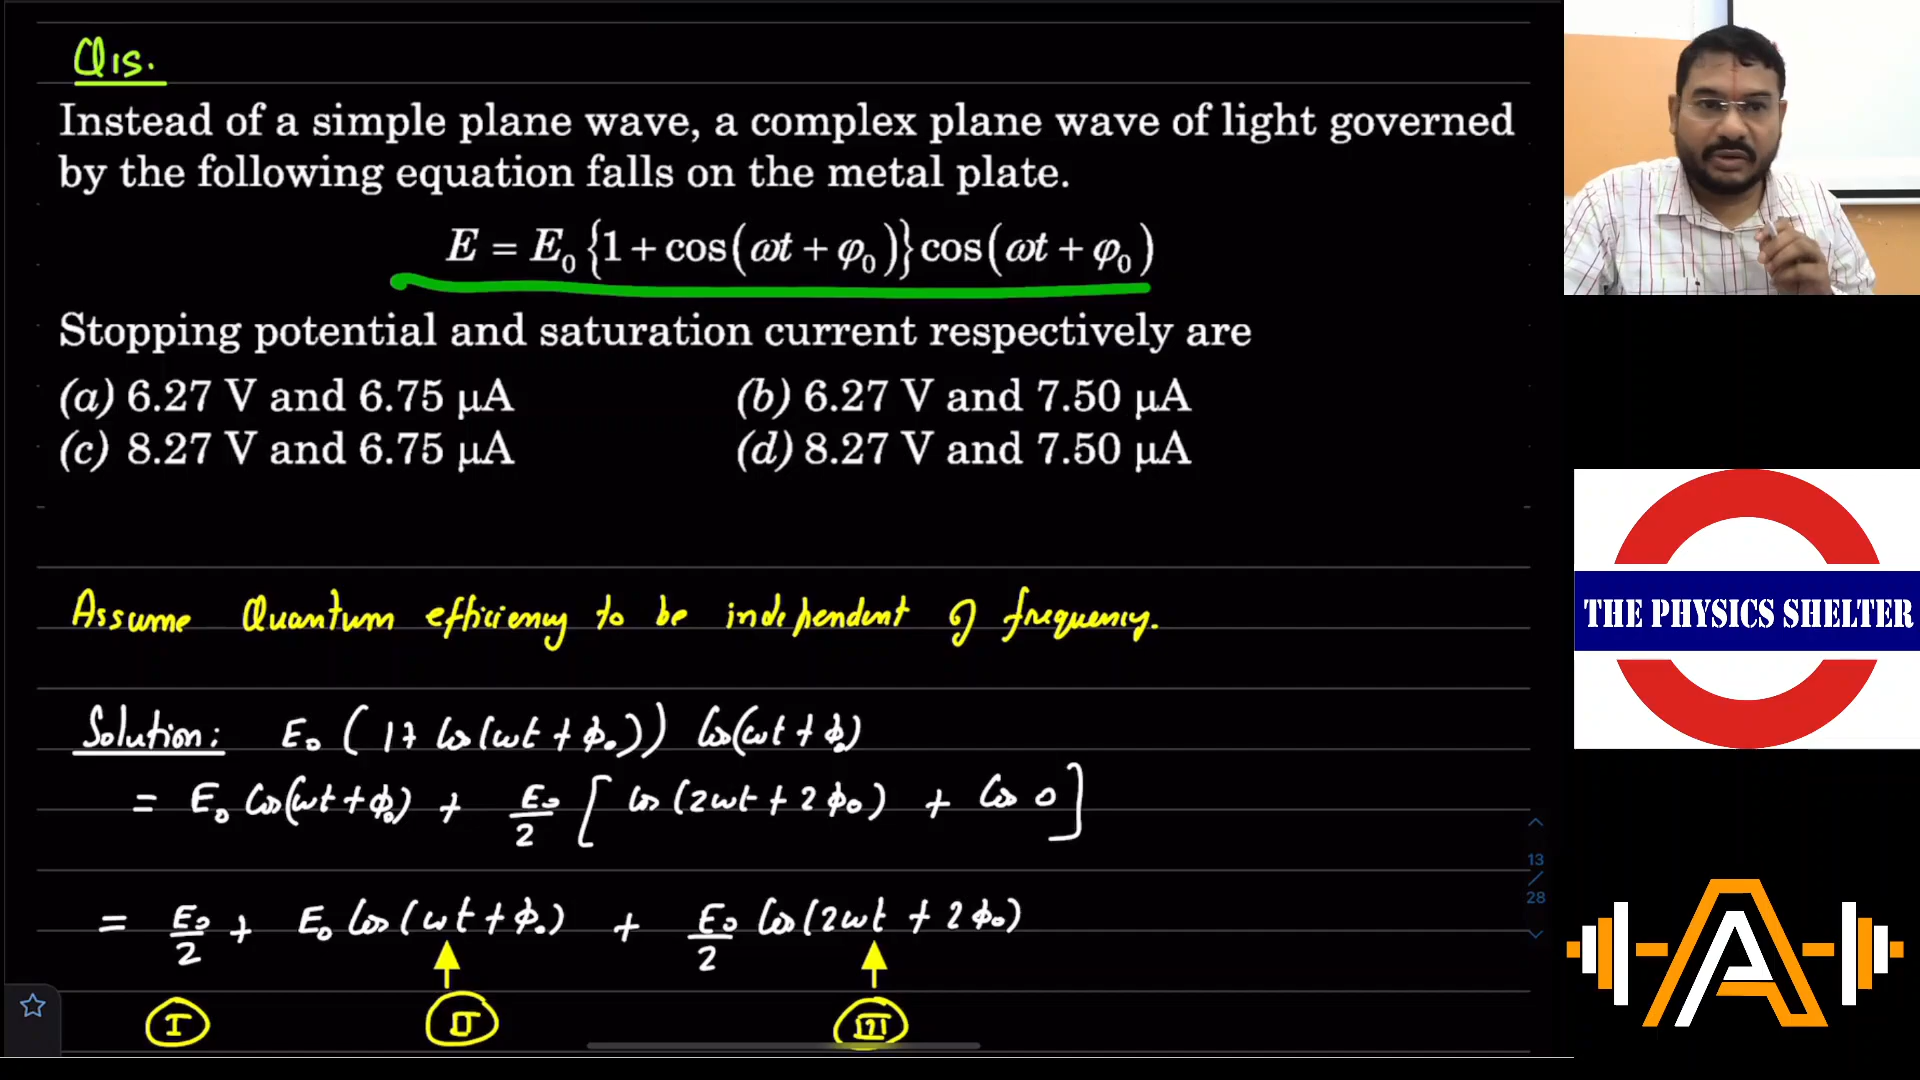 Q15.
Instead of a simple plane wave, a complex plane wave of light governed
by the following equation falls on the metal plate.
E = E₀ {1 + cos(ωt + φ₀)} cos(ωt + φ₀)
Stopping potential and saturation current respectively are
(a) 6.27 V and 6.75 μA (b) 6.27 V and 7.50 μA
(c) 8.27 V and 6.75 μA (d) 8.27 V and 7.50 μA
Assume Quantum efficiency to be independent of frequency.
Solution: E₀ (1+ Cos(ωt + ϕ₀)) Cos(ωt + ϕ₀)
= E₀ Cos(ωt + ϕ₀) + E₀/2 [ Cos(2ωt + 2ϕ₀) + Cos 0 ]
= E₀/2 + E₀ Cos(ωt + ϕ₀) + E₀/2 Cos(2ωt + 2ϕ₀)
I II III
13
/
28
THE PHYSICS SHELTER
A